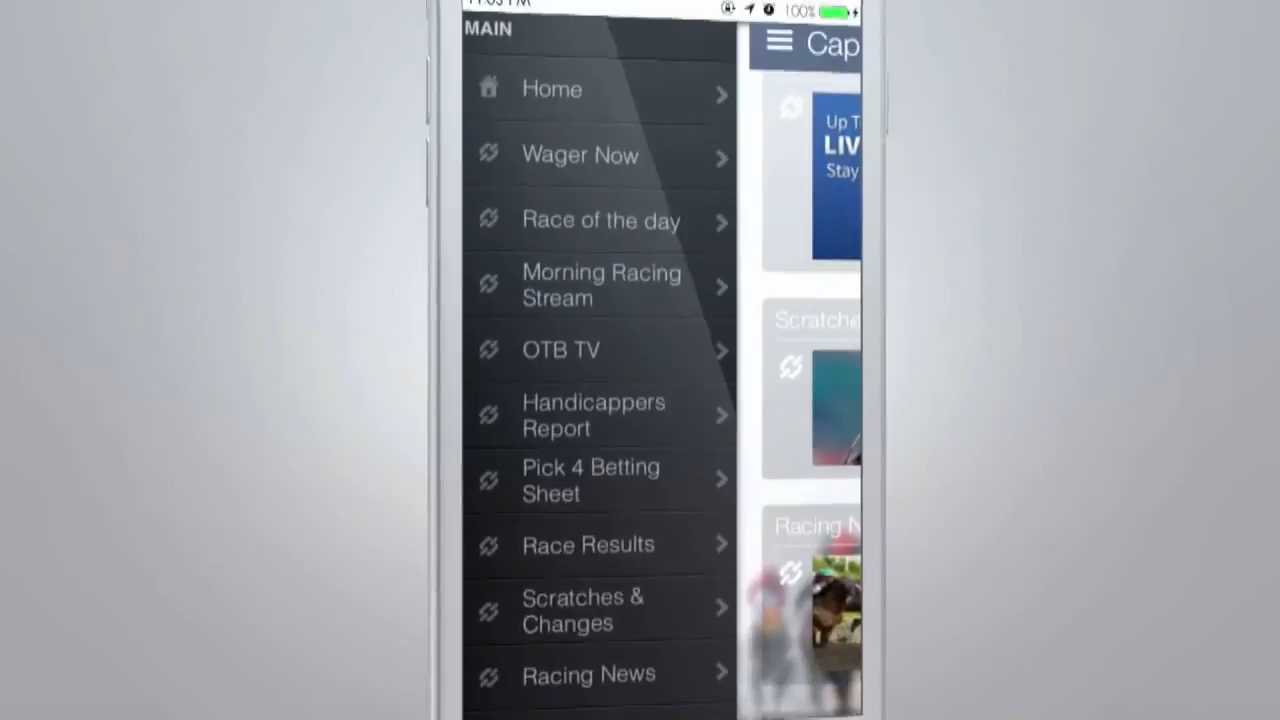 100%
MAIN
Home
Wager Now
Race of the day
Morning Racing
Stream
OTB TV
Handicappers
Report
Pick 4 Betting
Sheet
Race Results
Scratches &
Changes
Racing News
Cap
Up T
LIV
Stay
Scratche
Racing N